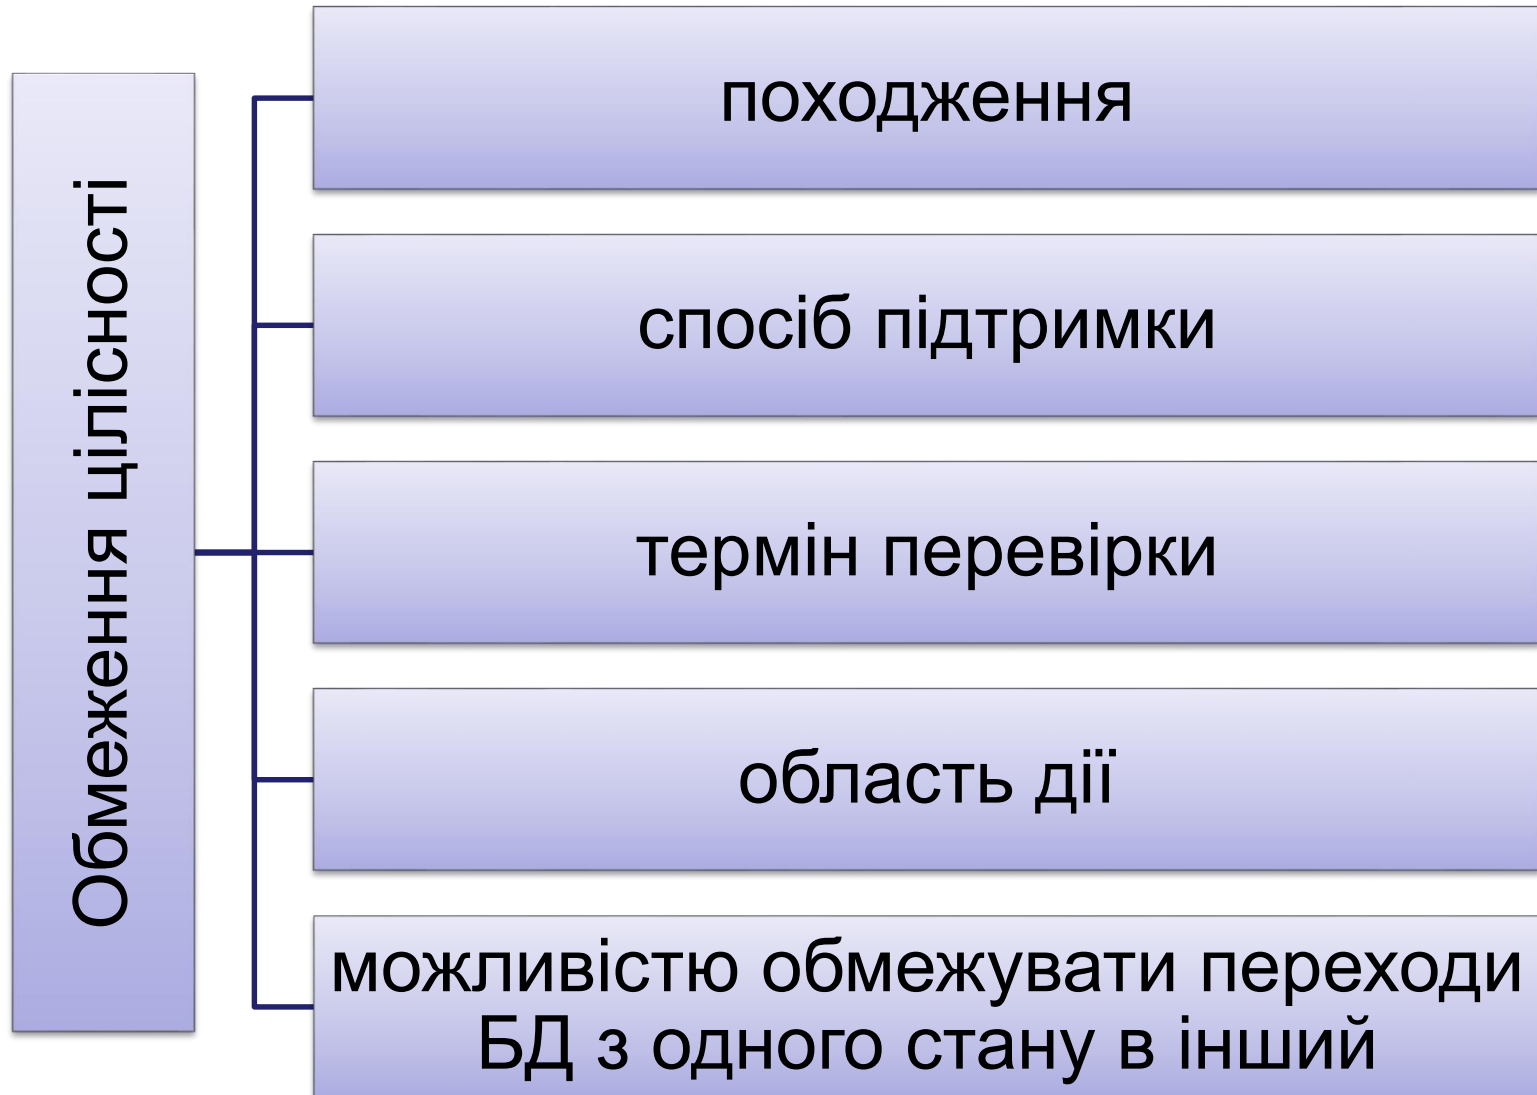 Обмеження цілісності
походження
спосіб підтримки
термін перевірки
область дії
можливістю обмежувати переходи
БД з одного стану в інший